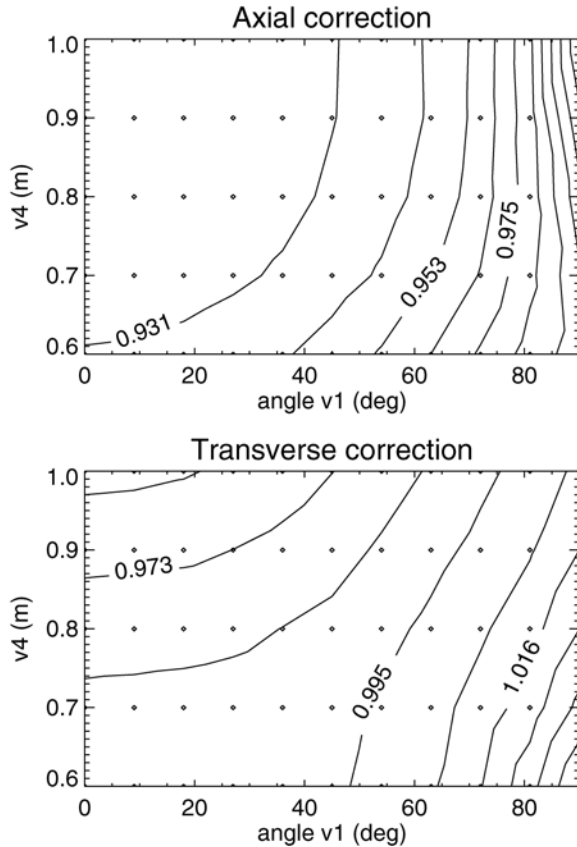 Axial correction
1.0
0.9
0.8
0.7
0.6
v4 (m)
0.931
0.953
0.975
0 20 40 60 80
angle v1 (deg)
Transverse correction
1.0
0.9
0.8
0.7
0.6
v4 (m)
0.973
0.995
1.016
0 20 40 60 80
angle v1 (deg)